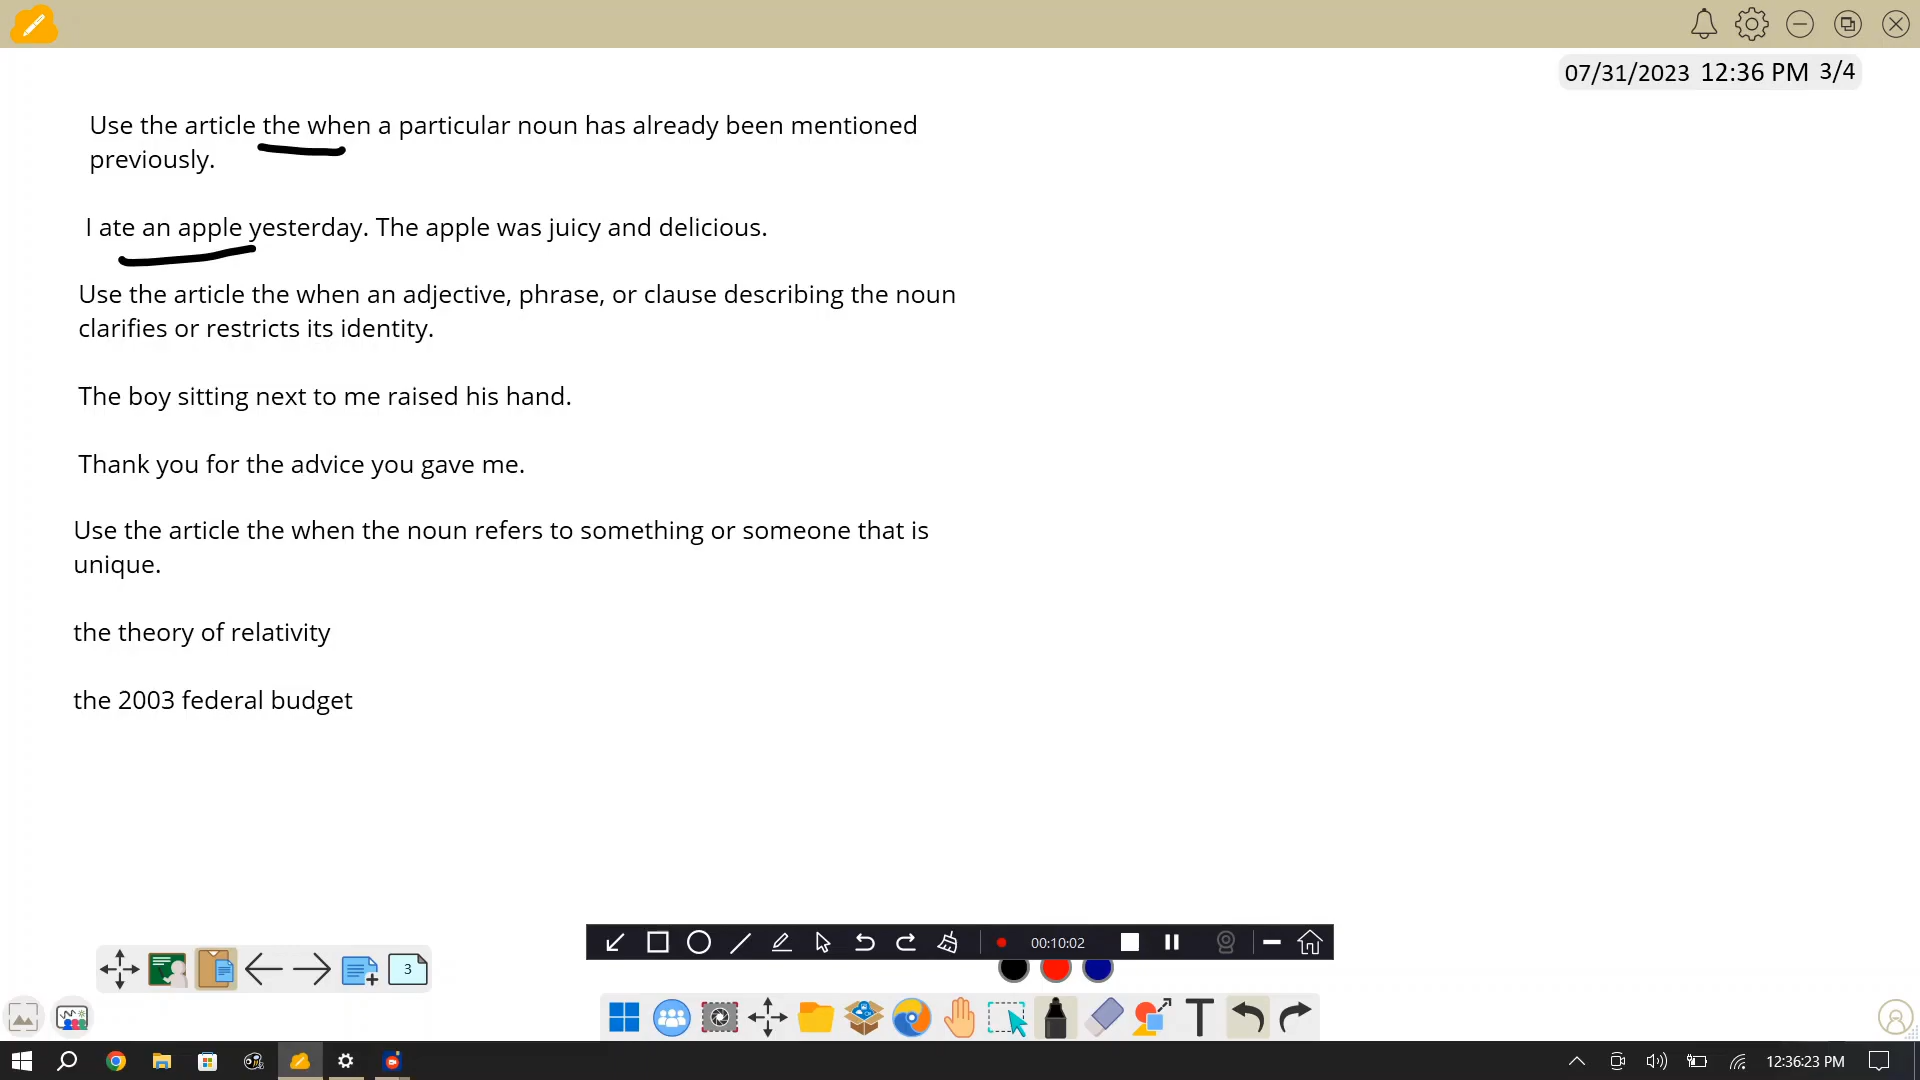 07/31/2023 12:36 PM 3/4
Use the article the when a particular noun has already been mentioned
previously.
I ate an apple yesterday. The apple was juicy and delicious.
Use the article the when an adjective, phrase, or clause describing the noun
clarifies or restricts its identity.
The boy sitting next to me raised his hand.
Thank you for the advice you gave me.
Use the article the when the noun refers to something or someone that is
unique.
the theory of relativity
the 2003 federal budget
00:10:02
3
T
12:36:23 PM